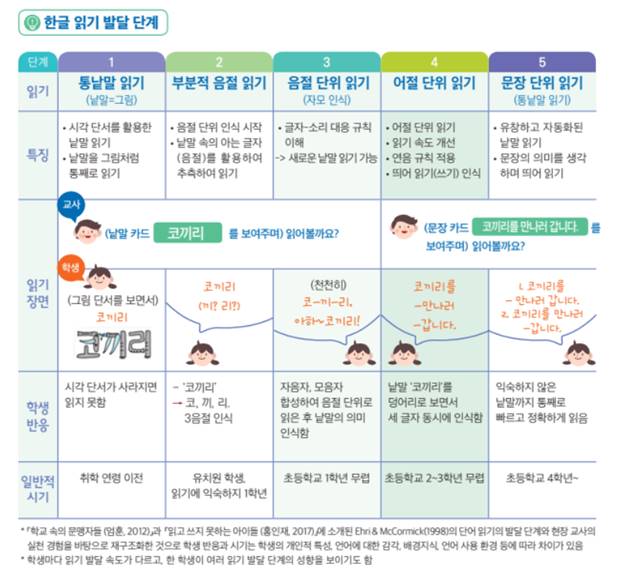 한글 읽기 발달 단계
단계 1 2 3 4 5
읽기
통낱말 읽기
(낱말=그림)
부분적 음절 읽기
음절 단위 읽기
(자모 인식)
어절 단위 읽기
문장 단위 읽기
(통낱말 읽기)
특징
• 시각 단서를 활용한
낱말 읽기
• 낱말을 그림처럼
통째로 읽기
• 음절 단위 인식 시작
• 낱말 속의 아는 글자
(음절)를 활용하여
추측하여 읽기
• 글자-소리 대응 규칙
이해
-> 새로운 낱말 읽기 가능
• 어절 단위 읽기
• 읽기 속도 개선
• 연음 규칙 적용
• 띄어 읽기(쓰기) 인식
• 유창하고 자동화된
낱말 읽기
• 문장의 의미를 생각
하며 띄어 읽기
읽기
장면
교사
(낱말 카드 코끼리 를 보여주며) 읽어볼까요?
(문장 카드 코끼리를 만나러 갑니다. 를
보여주며) 읽어볼까요?
학생
(그림 단서를 보면서)
코끼리
코끼리
코끼리
(끼? 리?)
(천천히)
코-끼-리,
아하~코끼리!
코끼리를
-만나러
-갑니다.
1. 코끼리를
- 만나러 갑니다.
2. 코끼리를 만나러
-갑니다.
학생
반응
시각 단서가 사라지면
읽지 못함
- '코끼리'
→ 코, 끼, 리.
3음절 인식
자음자, 모음자
합성하여 음절 단위로
읽은 후 낱말의 의미
인식함
낱말 '코끼리'를
덩어리로 보면서
세 글자 동시에 인식함
익숙하지 않은
낱말까지 통째로
빠르고 정확하게 읽음
일반적
시기
취학 연령 이전
유치원 학생,
읽기에 익숙하지 1학년
초등학교 1학년 무렵
초등학교 2~3학년 무렵
초등학교 4학년~
* 『학교 속의 문맹자들 (엄훈, 2012)』과 『읽고 쓰지 못하는 아이들 (홍인재, 2017)』에 소개된 Ehri & McCormick(1998)의 단어 읽기의 발달 단계와 현장 교사의
실천 경험을 바탕으로 재구조화한 것으로 학생 반응과 시기는 학생의 개인적 특성, 언어에 대한 감각, 배경지식, 언어 사용 환경 등에 따라 차이가 있음
* 학생마다 읽기 발달 속도가 다르고, 한 학생이 여러 읽기 발달 단계의 성향을 보이기도 함